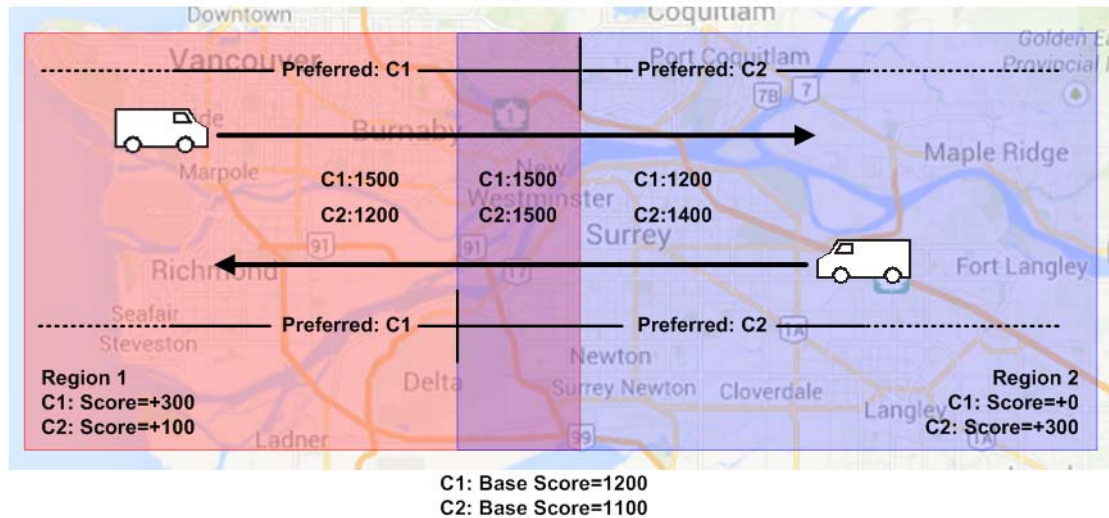 Downtown
Coquitlam
Vancouver
Port Coquitlam
Golden Ea
Provincial P
Preferred: C1
Preferred: C2
7B
7
1
Burnaby
Marpole
New
Westminster
Maple Ridge
C1:1500
C1:1500
C1:1200
C2:1200
C2:1500
C2:1400
Surrey
91
91
17
Richmond
Fort Langley
Seafair
Steveston
Preferred: C1
Preferred: C2
1A
Newton
Surrey Newton
Cloverdale
Delta
Langley
1A
99
Ladner
Region 1
C1: Score=+300
C2: Score=+100
Region 2
C1: Score=+0
C2: Score=+300
C1: Base Score=1200
C2: Base Score=1100